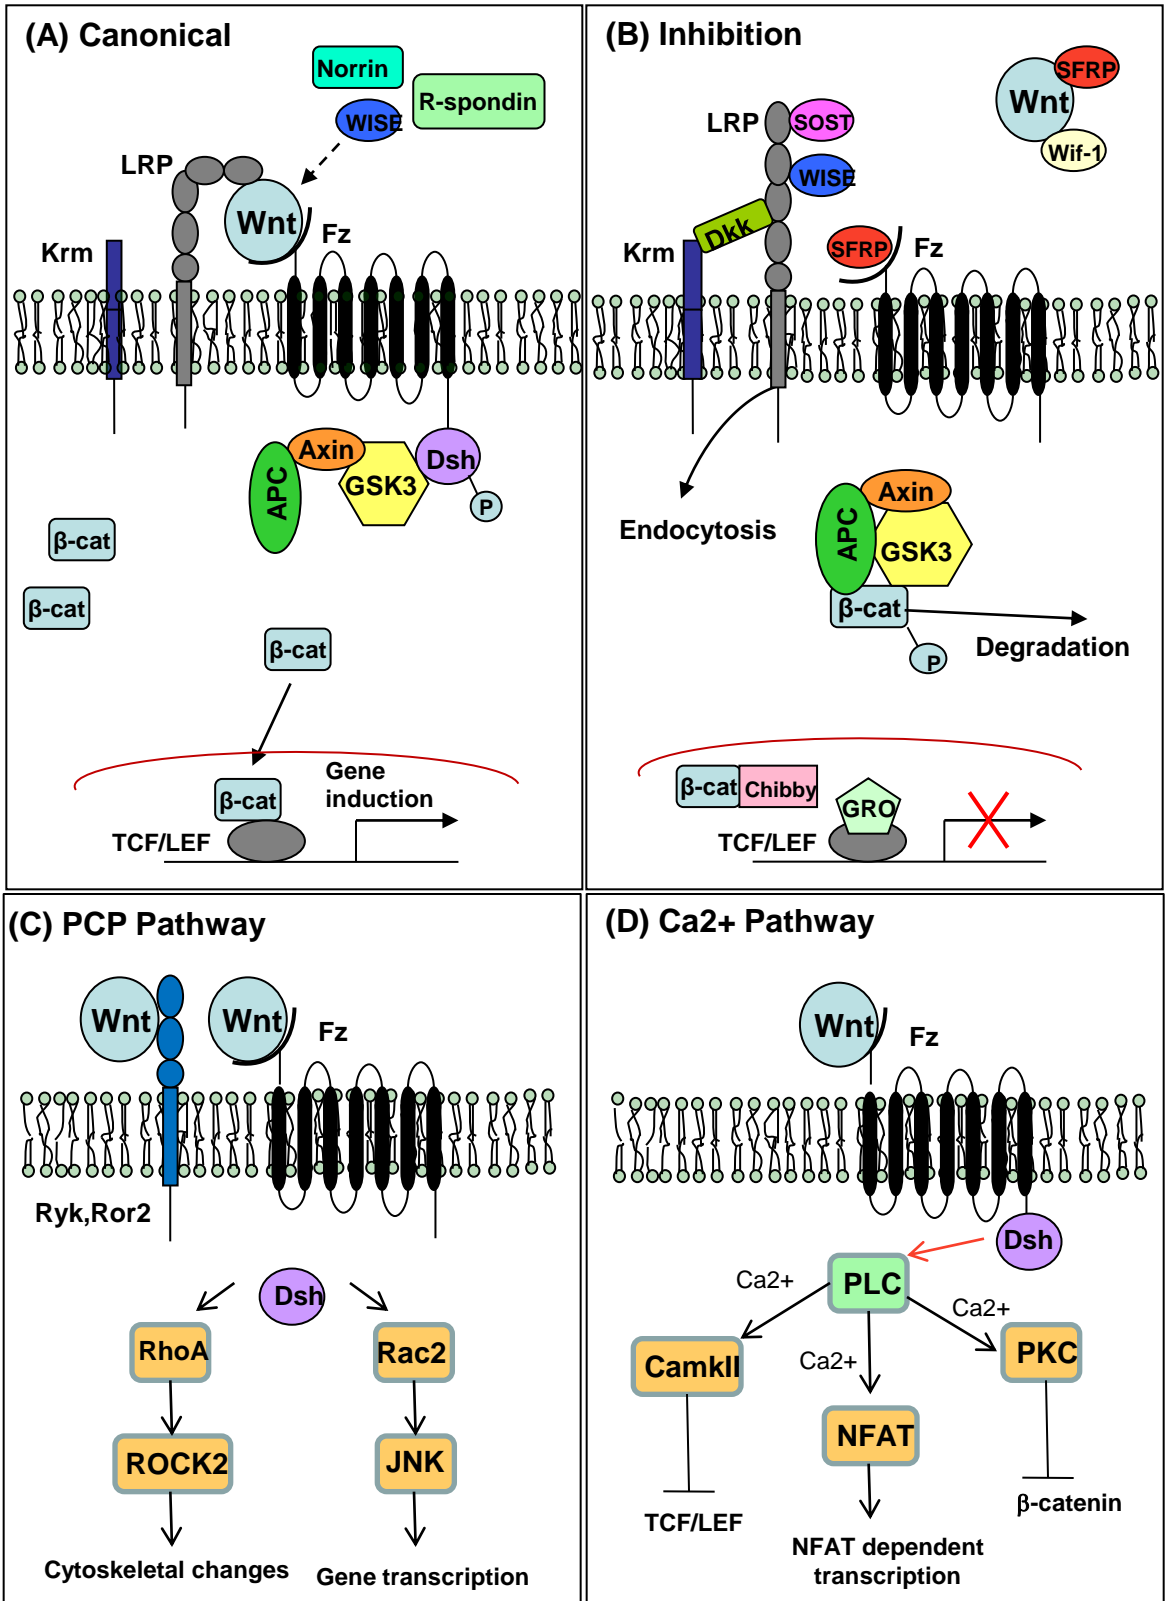 (A) Canonical
Norrin
R-spondin
WISE
LRP
Wnt
Krm
Fz
Axin
APC
GSK3
Dsh
P
β-cat
β-cat
β-cat
Gene
induction
β-cat
TCF/LEF
(B) Inhibition
SFRP
Wnt
Wif-1
LRP
SOST
WISE
Dkk
Krm
SFRP
Fz
Endocytosis
Axin
APC
GSK3
β-cat
P
Degradation
β-cat
Chibby
GRO
TCF/LEF
(C) PCP Pathway
Wnt
Wnt
Fz
Ryk,Ror2
Dsh
RhoA
Rac2
ROCK2
JNK
Cytoskeletal changes
Gene transcription
(D) Ca2+ Pathway
Wnt
Fz
Dsh
PLC
Ca2+
Ca2+
Ca2+
CamkII
PKC
NFAT
TCF/LEF
β-catenin
NFAT dependent
transcription